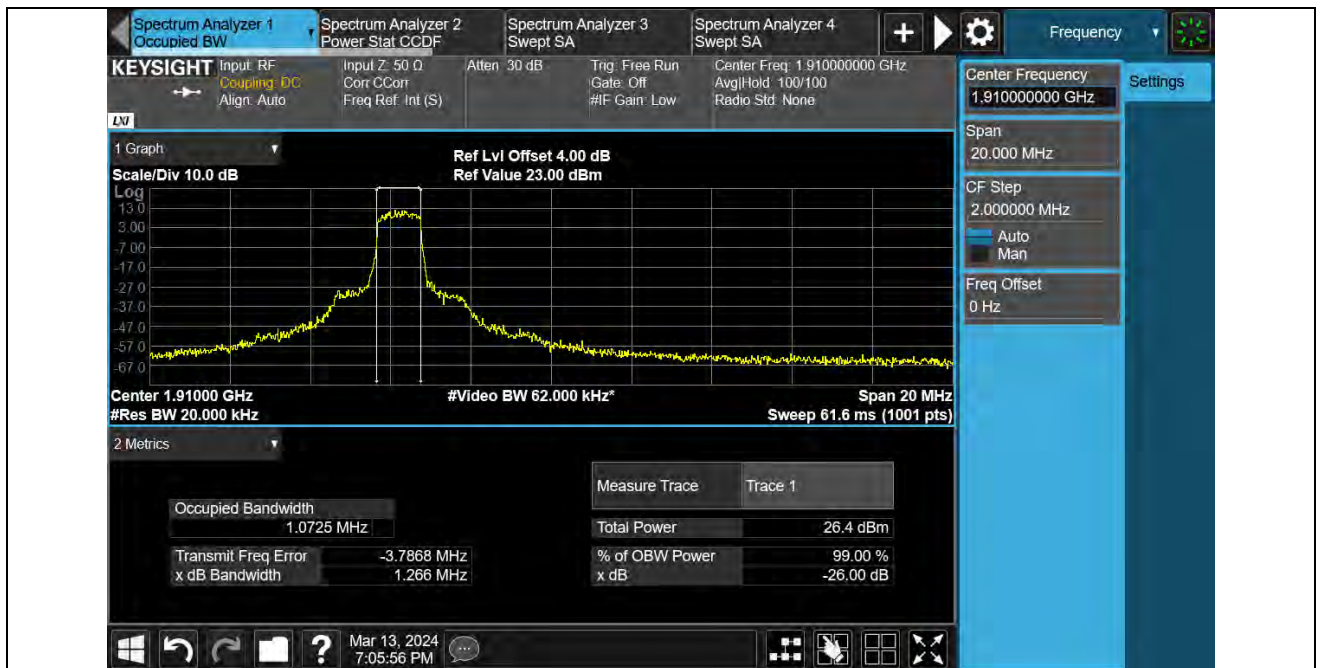 Spectrum Analyzer 1
Occupied BW
Spectrum Analyzer 2
Power Stat CCDF
Spectrum Analyzer 3
Swept SA
Spectrum Analyzer 4
Swept SA
+
Frequency
KEYSIGHT
LXI
Input: RF
Coupling: DC
Align: Auto
Input Z: 50 Ω
Corr CCorr
Freq Ref: Int (S)
Atten: 30 dB
Trig: Free Run
Gate: Off
#IF Gain: Low
Center Freq: 1.910000000 GHz
Avg|Hold: 100/100
Radio Std: None
1 Graph
Scale/Div 10.0 dB
Ref Lvl Offset 4.00 dB
Ref Value 23.00 dBm
Log
13.0
3.00
-7.00
-17.0
-27.0
-37.0
-47.0
-57.0
-67.0
Center 1.91000 GHz
#Res BW 20.000 kHz
#Video BW 62.000 kHz*
Span 20 MHz
Sweep 61.6 ms (1001 pts)
2 Metrics
Occupied Bandwidth
1.0725 MHz
Transmit Freq Error -3.7868 MHz
x dB Bandwidth 1.266 MHz
Measure Trace Trace 1
Total Power 26.4 dBm
% of OBW Power 99.00 %
x dB -26.00 dB
Center Frequency
1.910000000 GHz
Span
20.000 MHz
CF Step
2.000000 MHz
Auto
Man
Freq Offset
0 Hz
Settings
?
Mar 13, 2024
7:05:56 PM